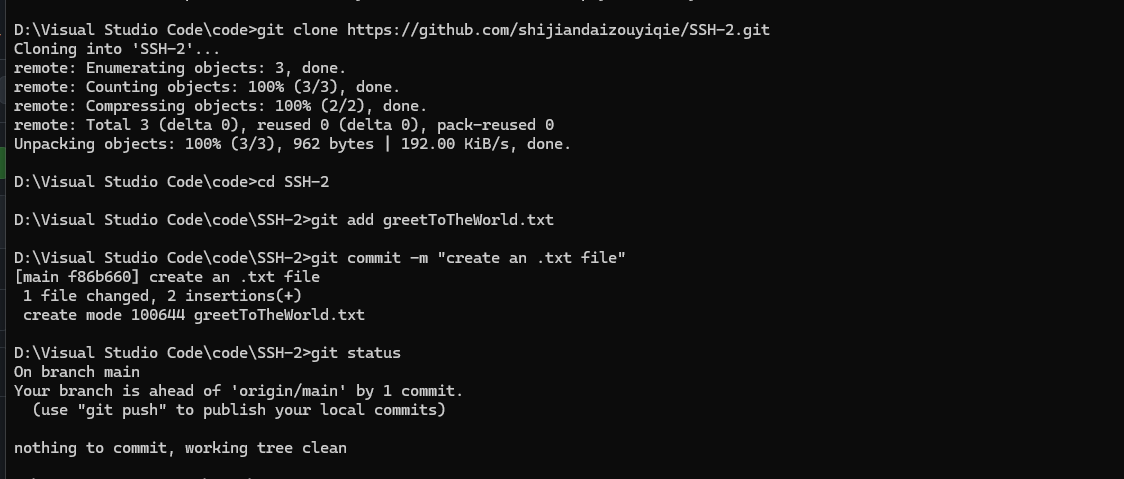 D:\Visual Studio Code\code>git clone https://github.com/shijiandaizouyiqie/SSH-2.git
Cloning into 'SSH-2'...
remote: Enumerating objects: 3, done.
remote: Counting objects: 100% (3/3), done.
remote: Compressing objects: 100% (2/2), done.
remote: Total 3 (delta 0), reused 0 (delta 0), pack-reused 0
Unpacking objects: 100% (3/3), 962 bytes | 192.00 KiB/s, done.
D:\Visual Studio Code\code>cd SSH-2
D:\Visual Studio Code\code\SSH-2>git add greetToTheWorld.txt
D:\Visual Studio Code\code\SSH-2>git commit -m "create an .txt file"
[main f86b660] create an .txt file
 1 file changed, 2 insertions(+)
 create mode 100644 greetToTheWorld.txt
D:\Visual Studio Code\code\SSH-2>git status
On branch main
Your branch is ahead of 'origin/main' by 1 commit.
  (use "git push" to publish your local commits)
nothing to commit, working tree clean